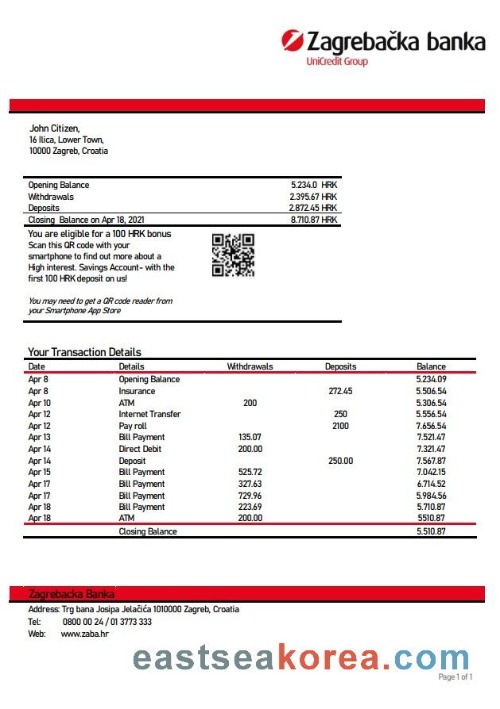 Zagrebačka banka
UniCredit Group
John Citizen,
16 Ilica, Lower Town,
10000 Zagreb, Croatia
Opening Balance 5.234.0 HRK
Withdrawals 2.395.67 HRK
Deposits 2.872.45 HRK
Closing Balance on Apr 18, 2021 8.710.87 HRK
You are eligible for a 100 HRK bonus
Scan this QR code with your
smartphone to find out more about a
High interest. Savings Account- with the
first 100 HRK deposit on us!
You may need to get a QR code reader from
your Smartphone App Store
Your Transaction Details
Date Details Withdrawals Deposits Balance
Apr 8 Opening Balance 5.234.09
Apr 8 Insurance 272.45 5.506.54
Apr 10 ATM 200 5.306.54
Apr 12 Internet Transfer 250 5.556.54
Apr 12 Pay roll 2100 7.656.54
Apr 13 Bill Payment 135.07 7.521.47
Apr 14 Direct Debit 200.00 7.321.47
Apr 14 Deposit 250.00 7.567.87
Apr 15 Bill Payment 525.72 7.042.15
Apr 17 Bill Payment 327.63 6.714.52
Apr 17 Bill Payment 729.96 5.984.56
Apr 18 Bill Payment 223.69 5.710.87
Apr 18 ATM 200.00 5510.87
Closing Balance 5.510.87
Zagrebacka Banka
Address: Trg bana Josipa Jelačića 1010000 Zagreb, Croatia
Tel: 0800 00 24 / 01 3773 333
Web: www.zaba.hr
eastseakorea.com
Page 1 of 1